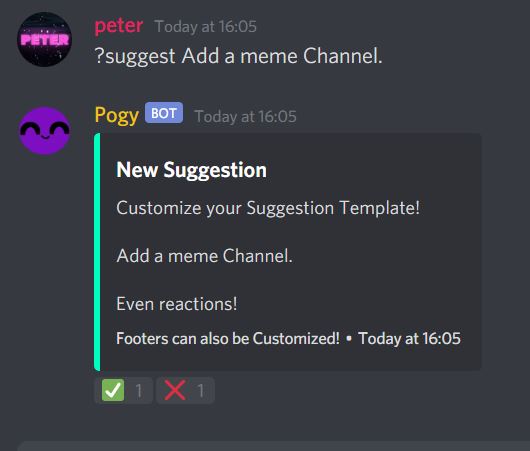 PETER
peter Today at 16:05
?suggest Add a meme Channel.
Pogy BOT Today at 16:05
New Suggestion
Customize your Suggestion Template!
Add a meme Channel.
Even reactions!
Footers can also be Customized! • Today at 16:05
✅ 1 ❌ 1